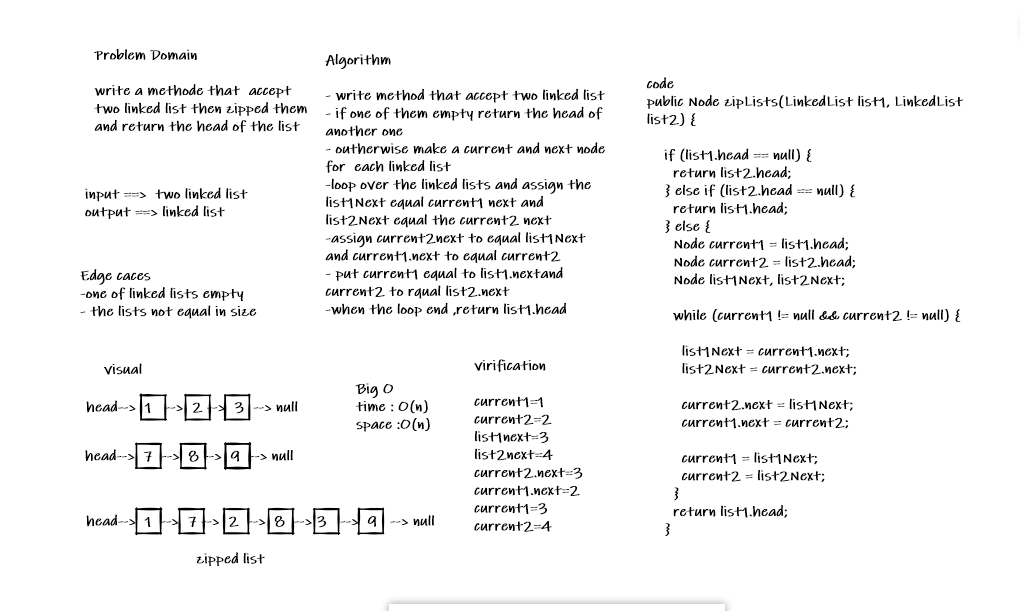 Problem Domain
write a methode that accept
two linked list then zipped them
and return the head of the list
input ==> two linked list
output ==> linked list
Edge caces
-one of linked lists empty
- the lists not equal in size
Algorithm
- write method that accept two linked list
- if one of them empty return the head of
another one
- outherwise make a current and next node
for each linked list
-loop over the linked lists and assign the
list1Next equal current1 next and
list2Next equal the current2 next
-assign current2next to equal list1Next
and current1.next to equal current2
- put current1 equal to list1.nextand
current2 to rqual list2.next
-when the loop end ,return list1.head
code
public Node zipLists(LinkedList list1, LinkedList
list2) {
if (list1.head == null) {
return list2.head;
} else if (list2.head == null) {
return list1.head;
} else {
Node current1 = list1.head;
Node current2 = list2.head;
Node list1Next, list2Next;
while (current1 != null && current2 != null) {
list1Next = current1.next;
list2Next = current2.next;
current2.next = list1Next;
current1.next = current2;
current1 = list1Next;
current2 = list2Next;
}
return list1.head;
}
visual
head--> 1 --> 2 --> 3 --> null
head--> 7 --> 8 --> 9 --> null
head--> 1 --> 7 --> 2 --> 8 --> 3 --> 9 --> null
zipped list
Big O
time : O(n)
space :O(n)
virification
current1=1
current2=2
list1next=3
list2next=4
current2.next=3
current1.next=2
current1=3
current2=4